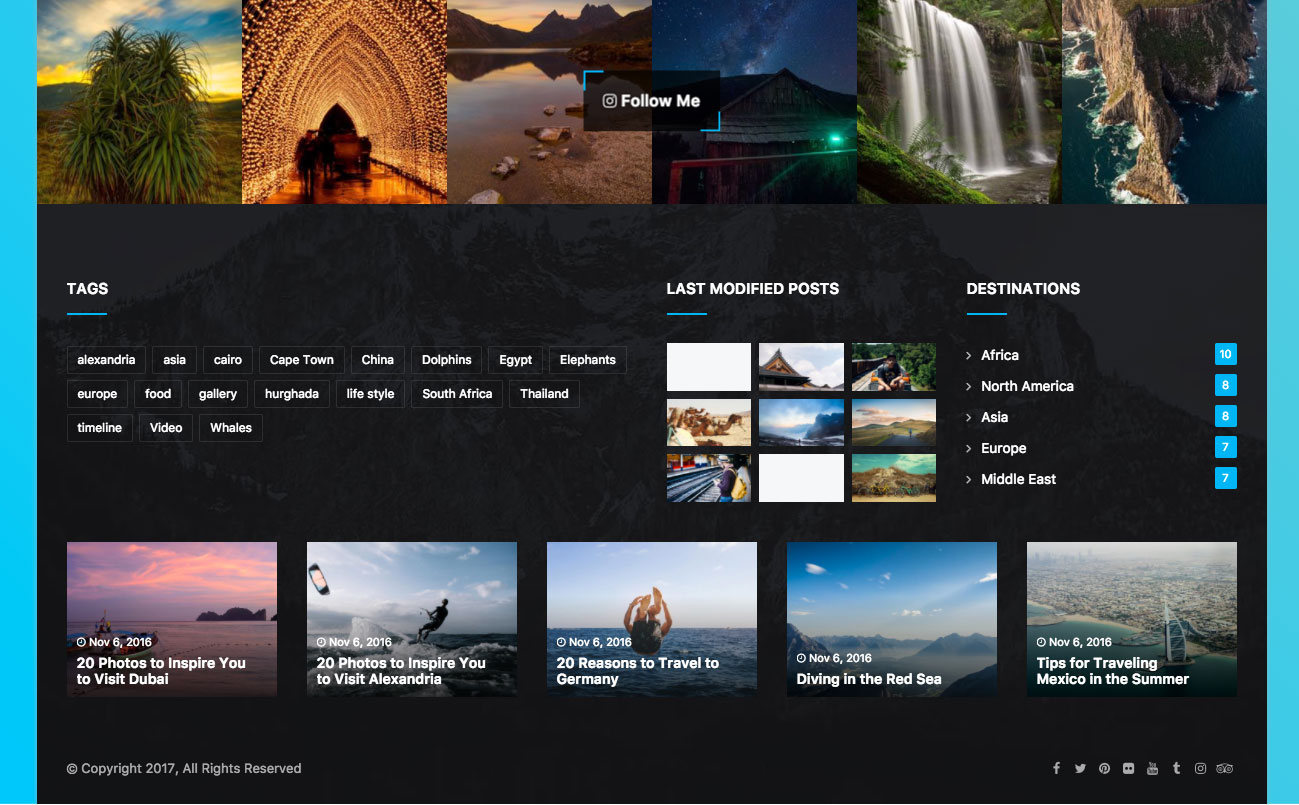 Follow Me
TAGS
alexandria asia cairo Cape Town China Dolphins Egypt Elephants
europe food gallery hurghada life style South Africa Thailand
timeline Video Whales
LAST MODIFIED POSTS
DESTINATIONS
Africa 10
North America 8
Asia 8
Europe 7
Middle East 7
Nov 6, 2016
20 Photos to Inspire You
to Visit Dubai
Nov 6, 2016
20 Photos to Inspire You
to Visit Alexandria
Nov 6, 2016
20 Reasons to Travel to
Germany
Nov 6, 2016
Diving in the Red Sea
Nov 6, 2016
Tips for Traveling
Mexico in the Summer
© Copyright 2017, All Rights Reserved